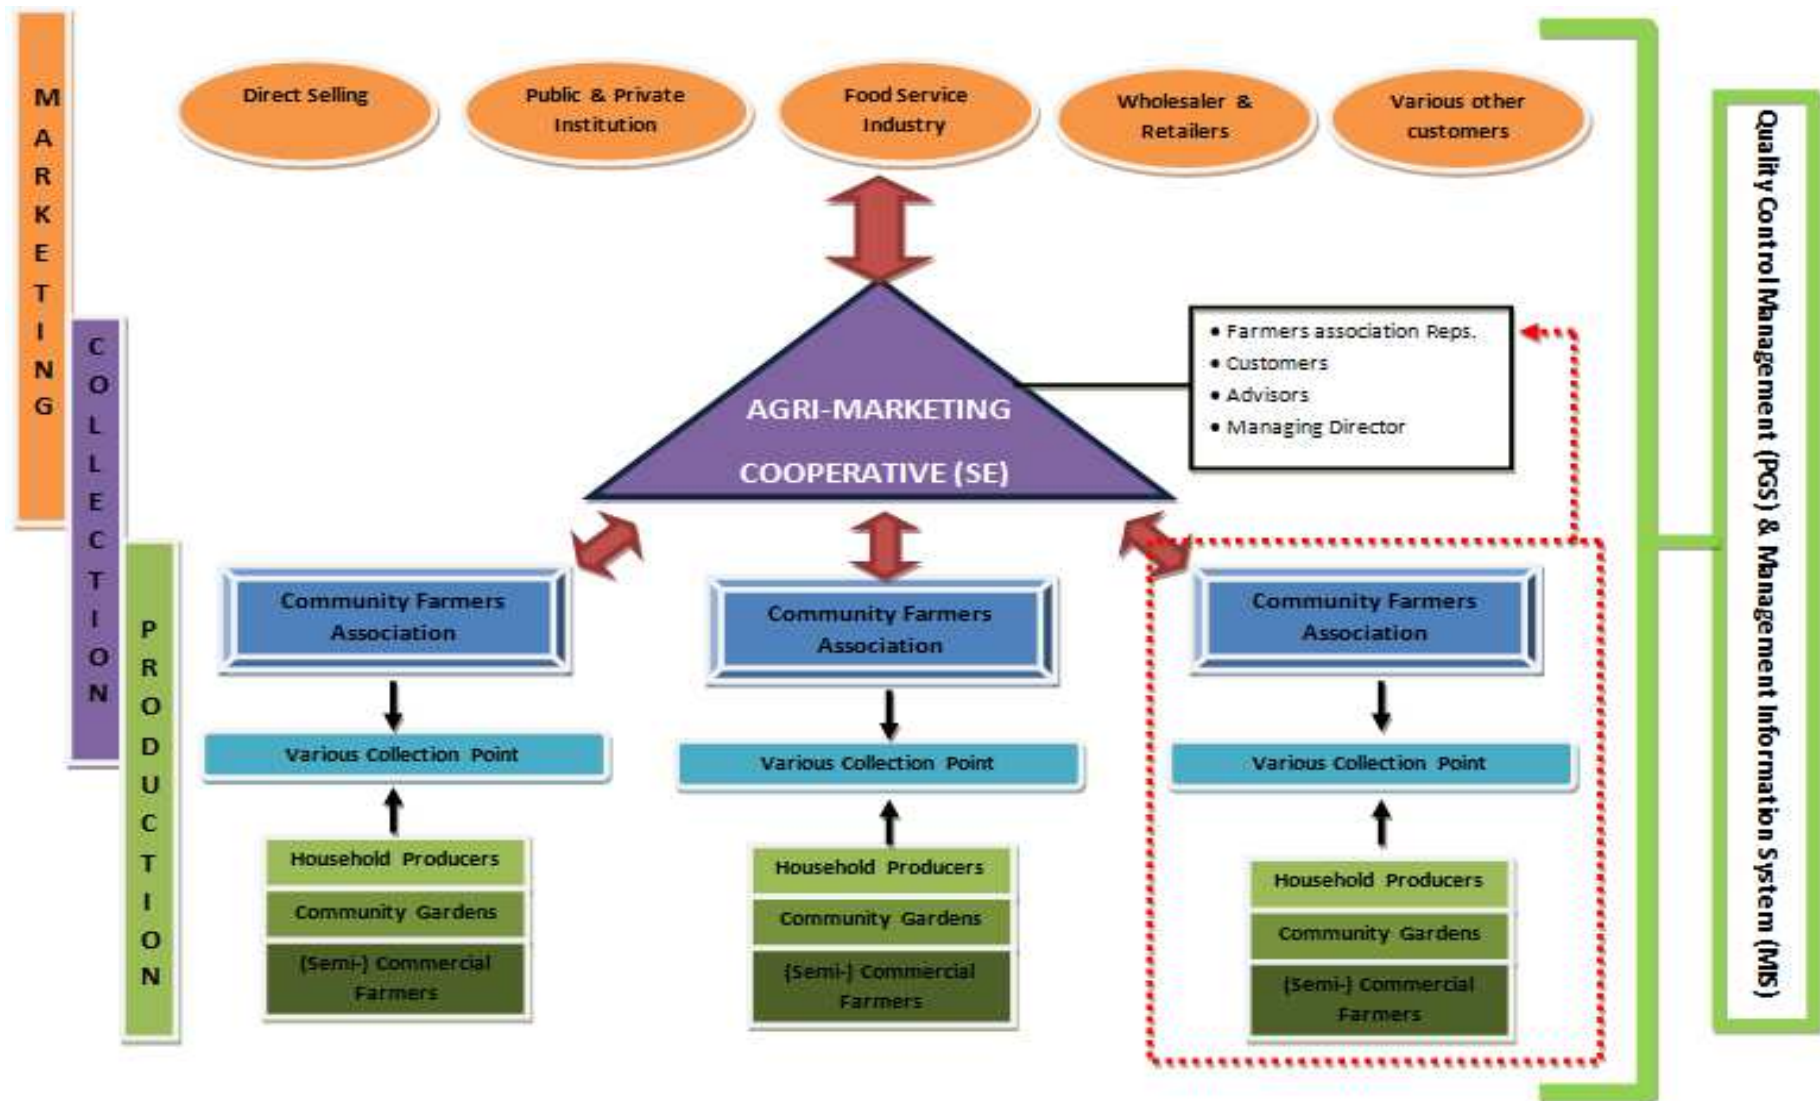 MARKETING
COLLECTION
PRODUCTION
Direct Selling
Public & Private
Institution
Food Service
Industry
Wholesaler &
Retailers
Various other
customers
• Farmers association Reps.
• Customers
• Advisors
• Managing Director
AGRI-MARKETING
COOPERATIVE (SE)
Community Farmers
Association
Community Farmers
Association
Community Farmers
Association
Various Collection Point
Various Collection Point
Various Collection Point
Household Producers
Community Gardens
(Semi-) Commercial
Farmers
Household Producers
Community Gardens
(Semi-) Commercial
Farmers
Household Producers
Community Gardens
(Semi-) Commercial
Farmers
Quality Control Management (PGS) & Management Information System (MIS)